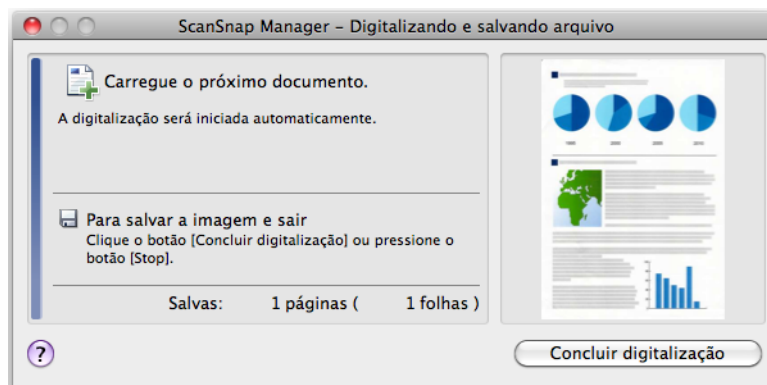 ScanSnap Manager – Digitalizando e salvando arquivo
Carregue o próximo documento.
A digitalização será iniciada automaticamente.
Para salvar a imagem e sair
Clique o botão [Concluir digitalização] ou pressione o
botão [Stop].
Salvas: 1 páginas ( 1 folhas )
?
Concluir digitalização